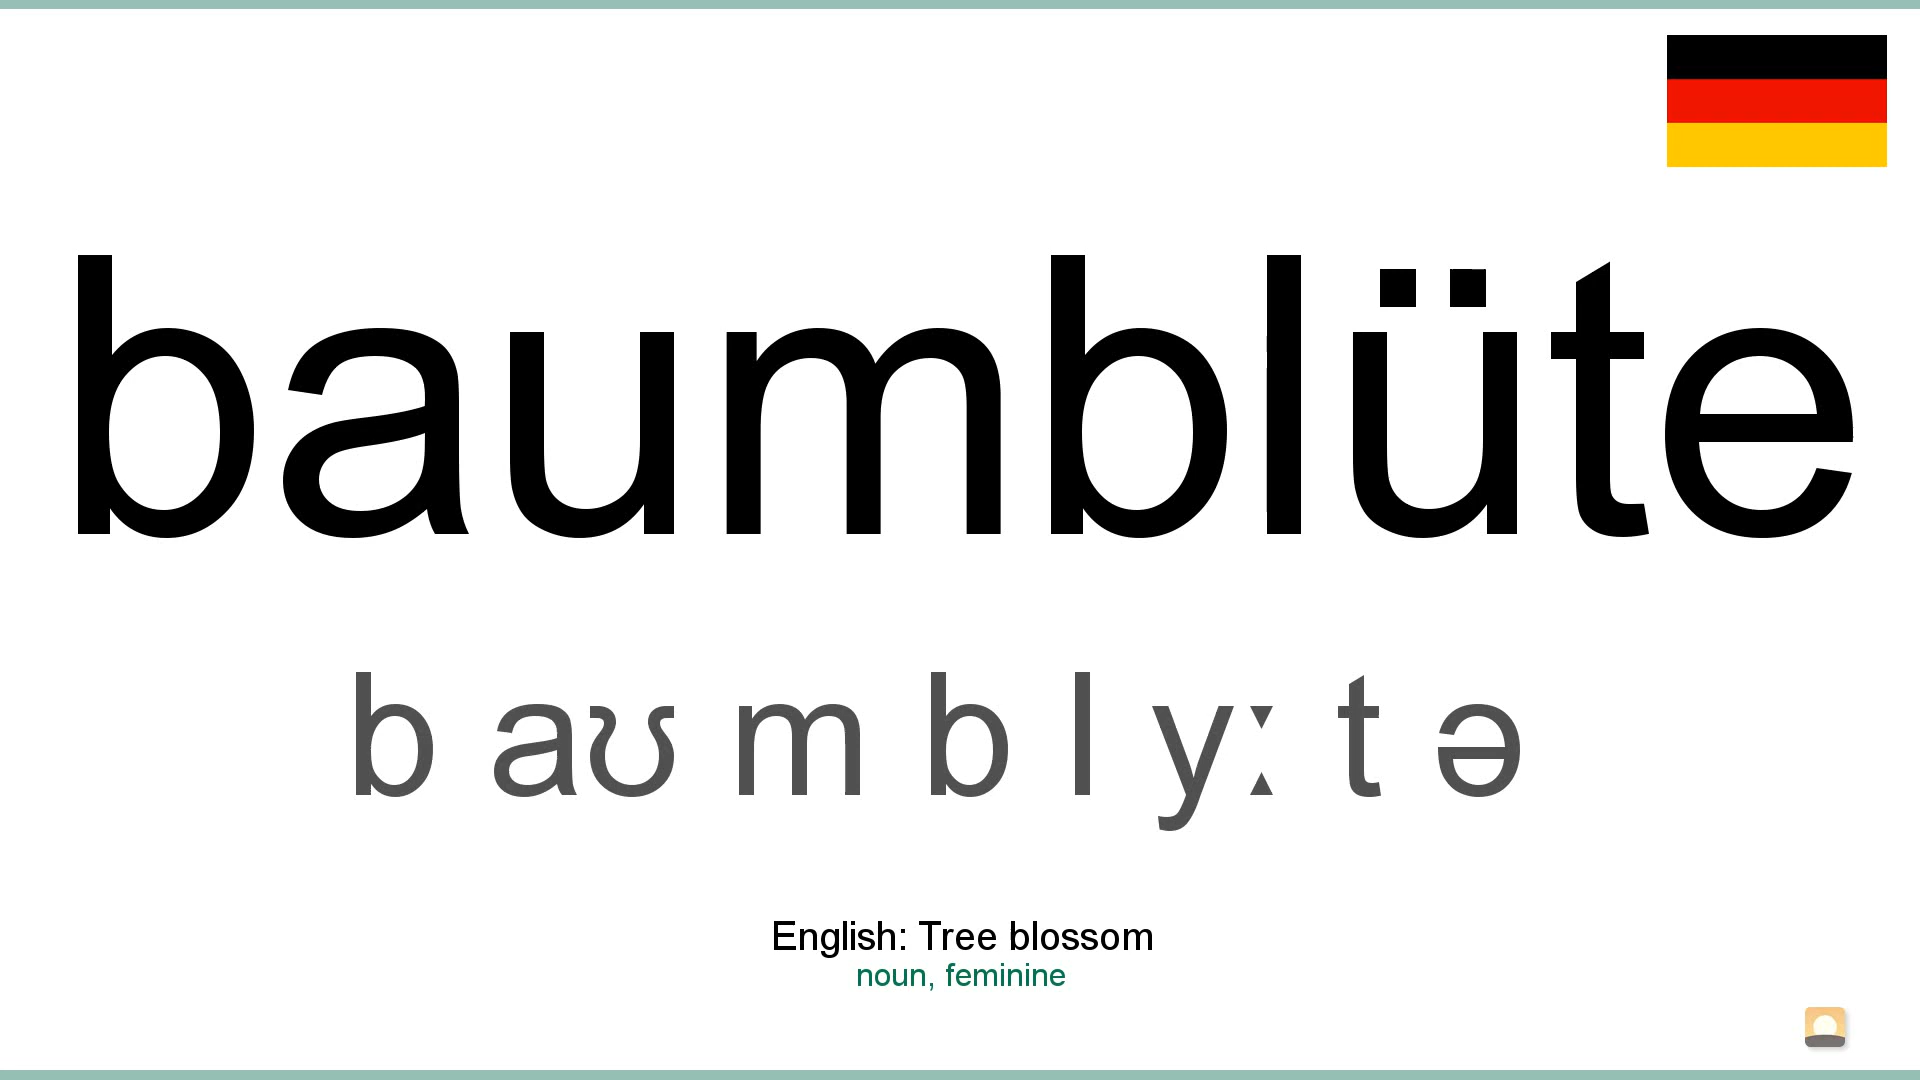 baumblüte
b aʊ m b l yː t ə
English: Tree blossom
noun, feminine